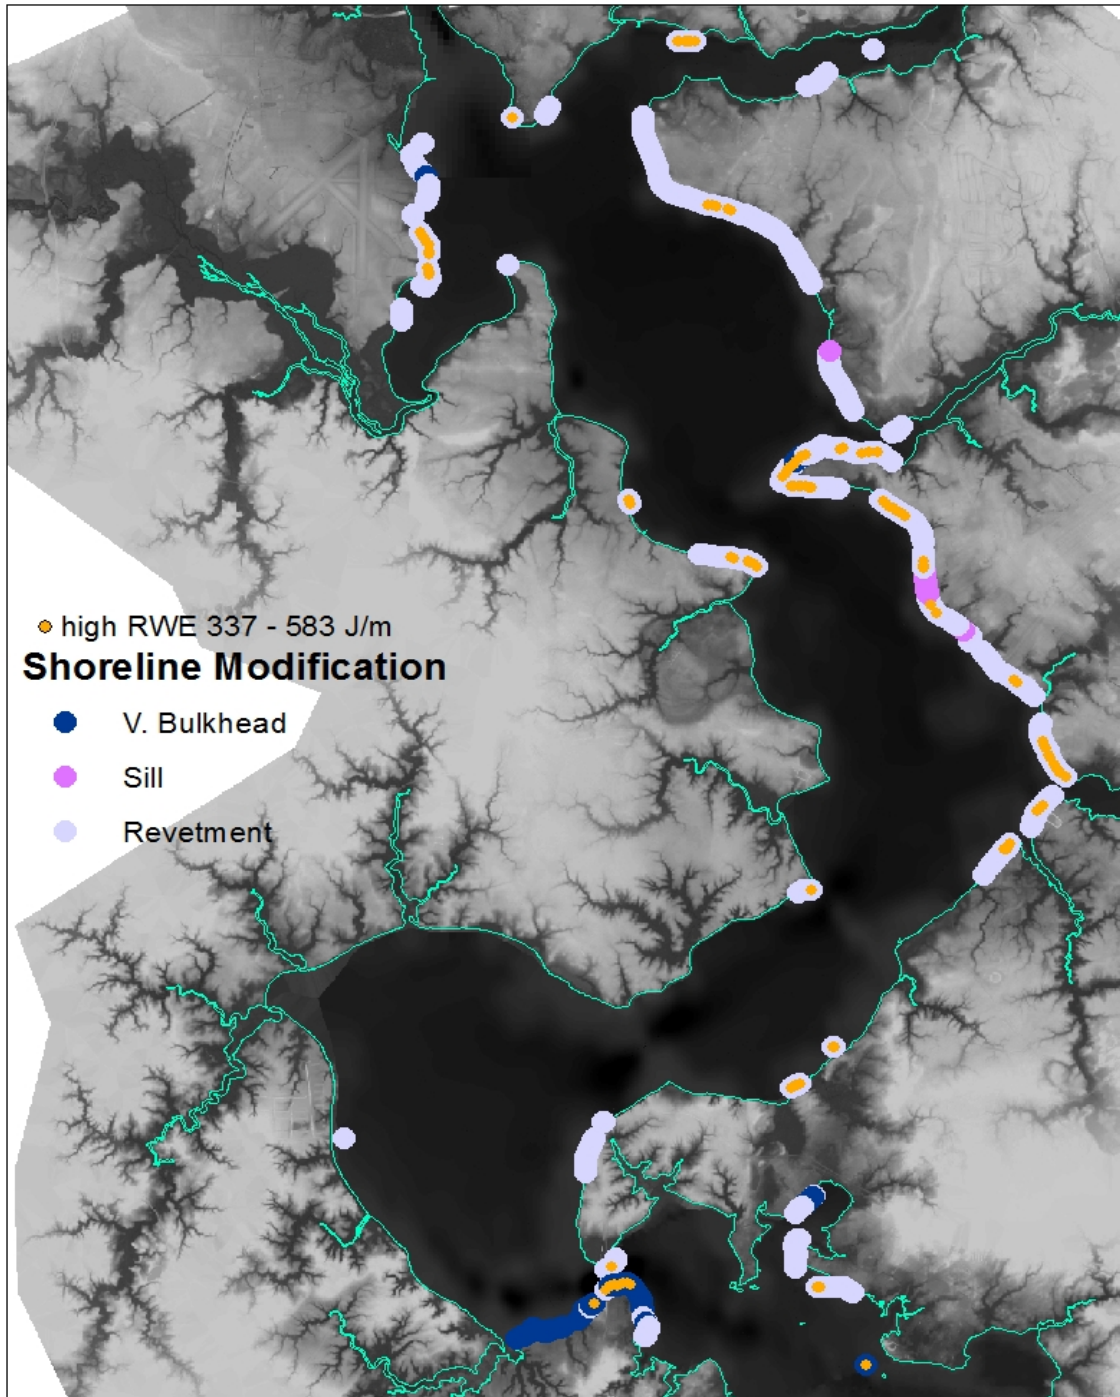 high RWE 337 - 583 J/m
Shoreline Modification
V. Bulkhead
Sill
Revetment